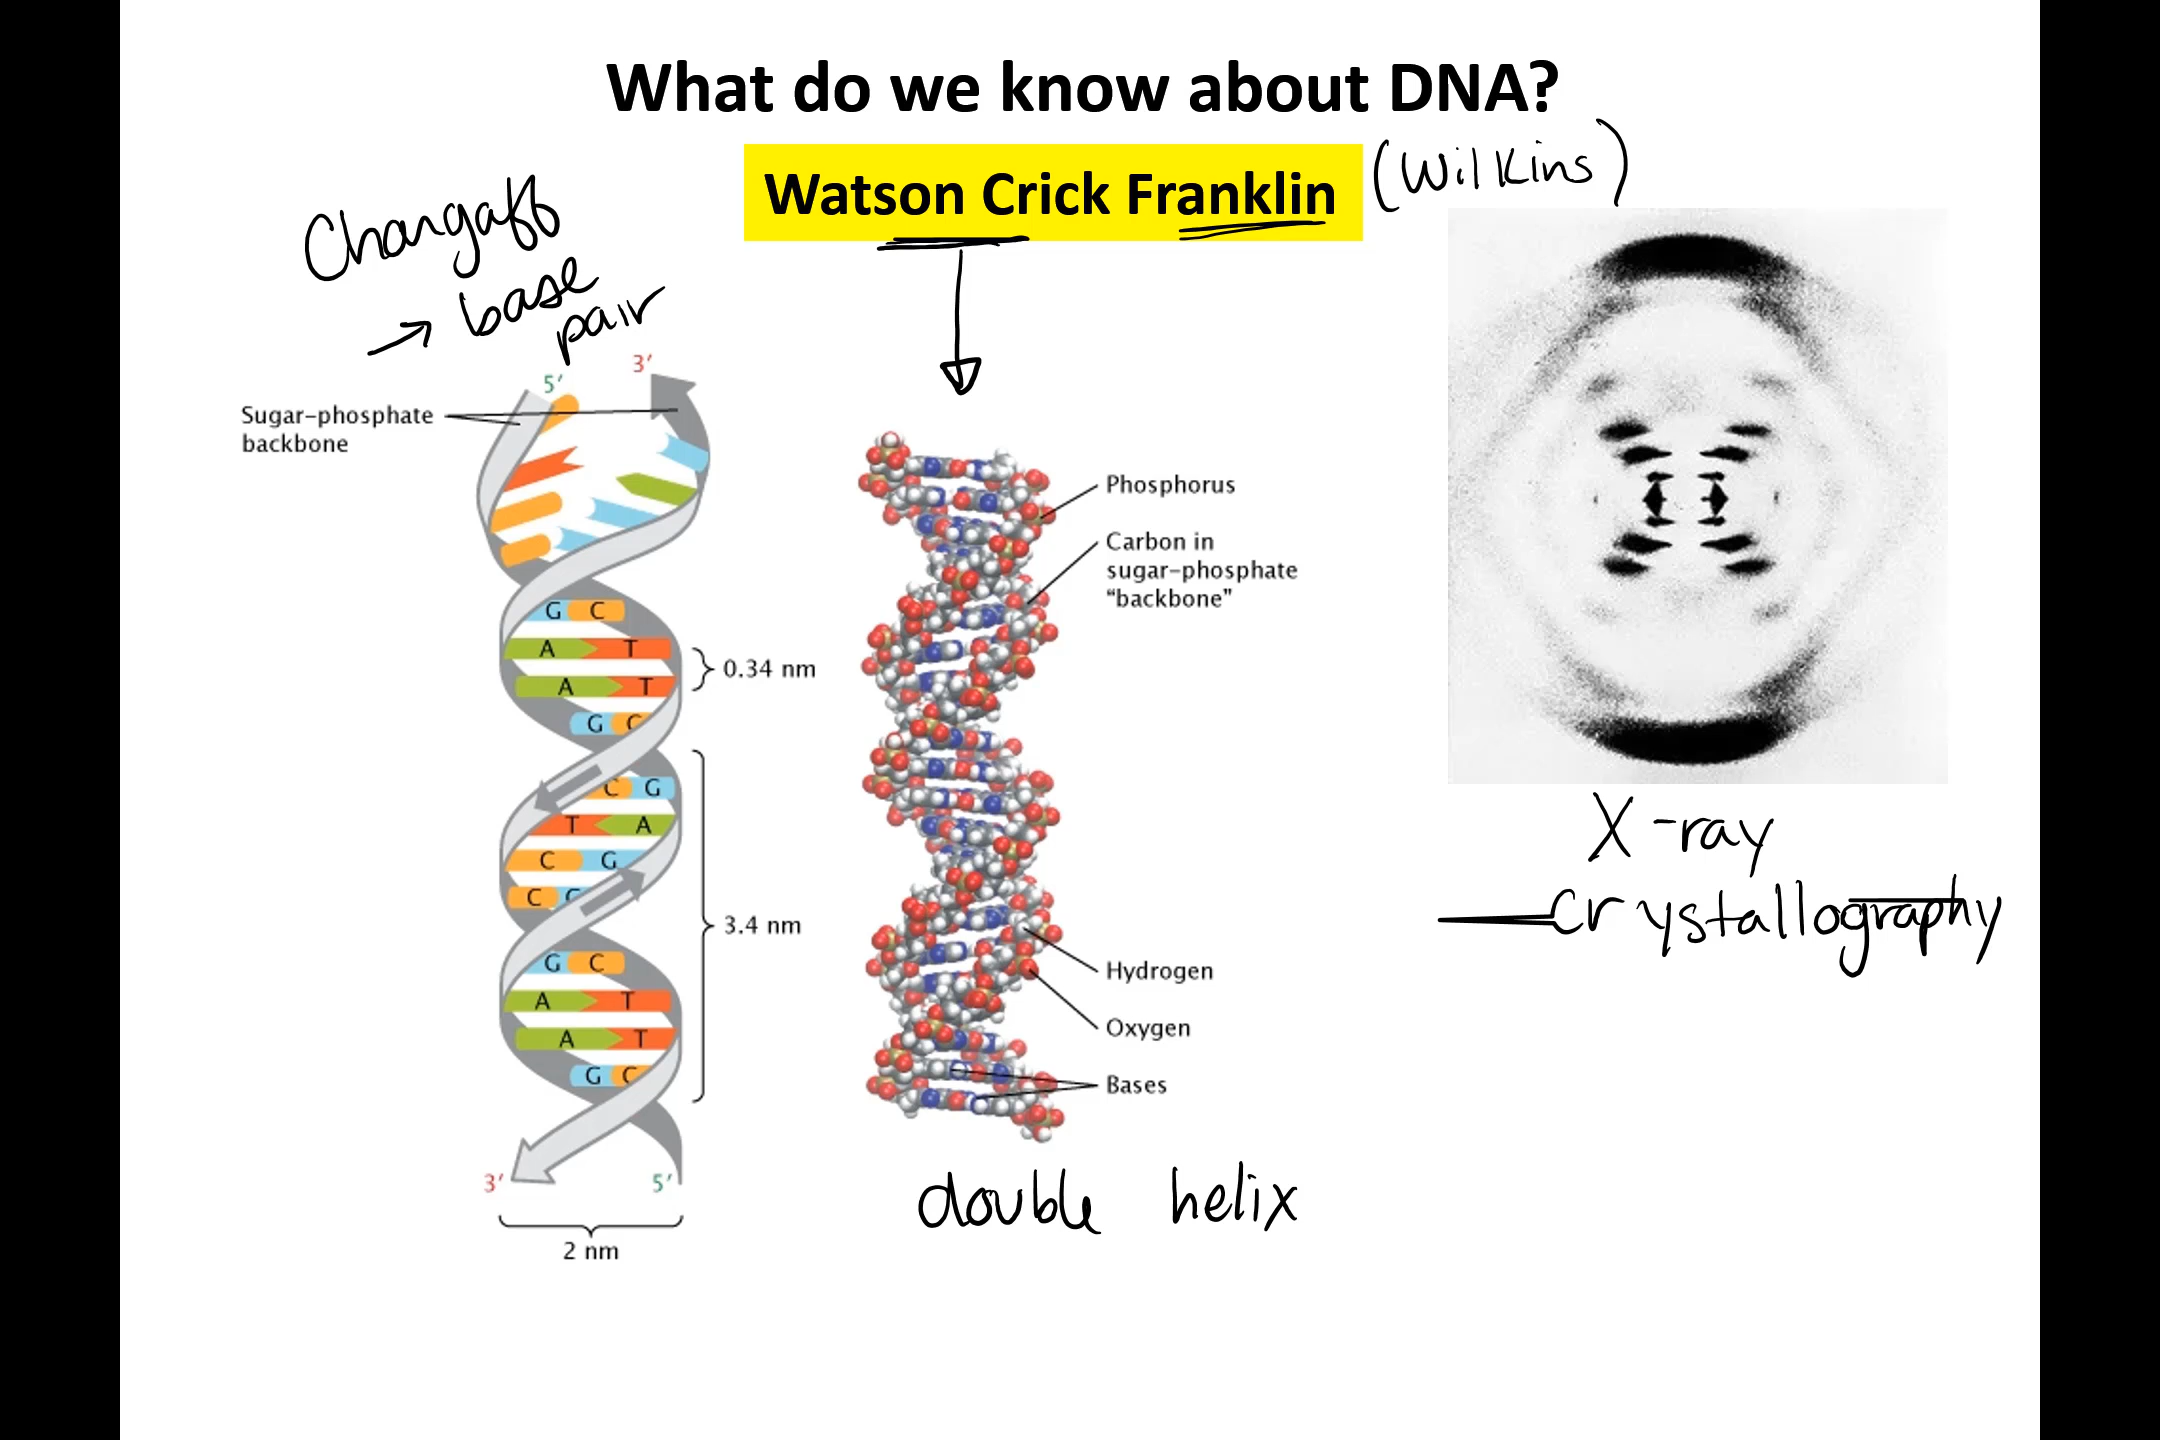 What do we know about DNA?
Watson Crick Franklin
(Wilkins)
Chargaff
→ base
pair
5′
3′
Sugar-phosphate
backbone
G C
A T
A T
G C
0.34 nm
C G
T A
C G
C G
3.4 nm
G C
A T
A T
G C
3′
5′
2 nm
Phosphorus
Carbon in
sugar-phosphate
“backbone”
Hydrogen
Oxygen
Bases
double helix
X-ray
Crystallography